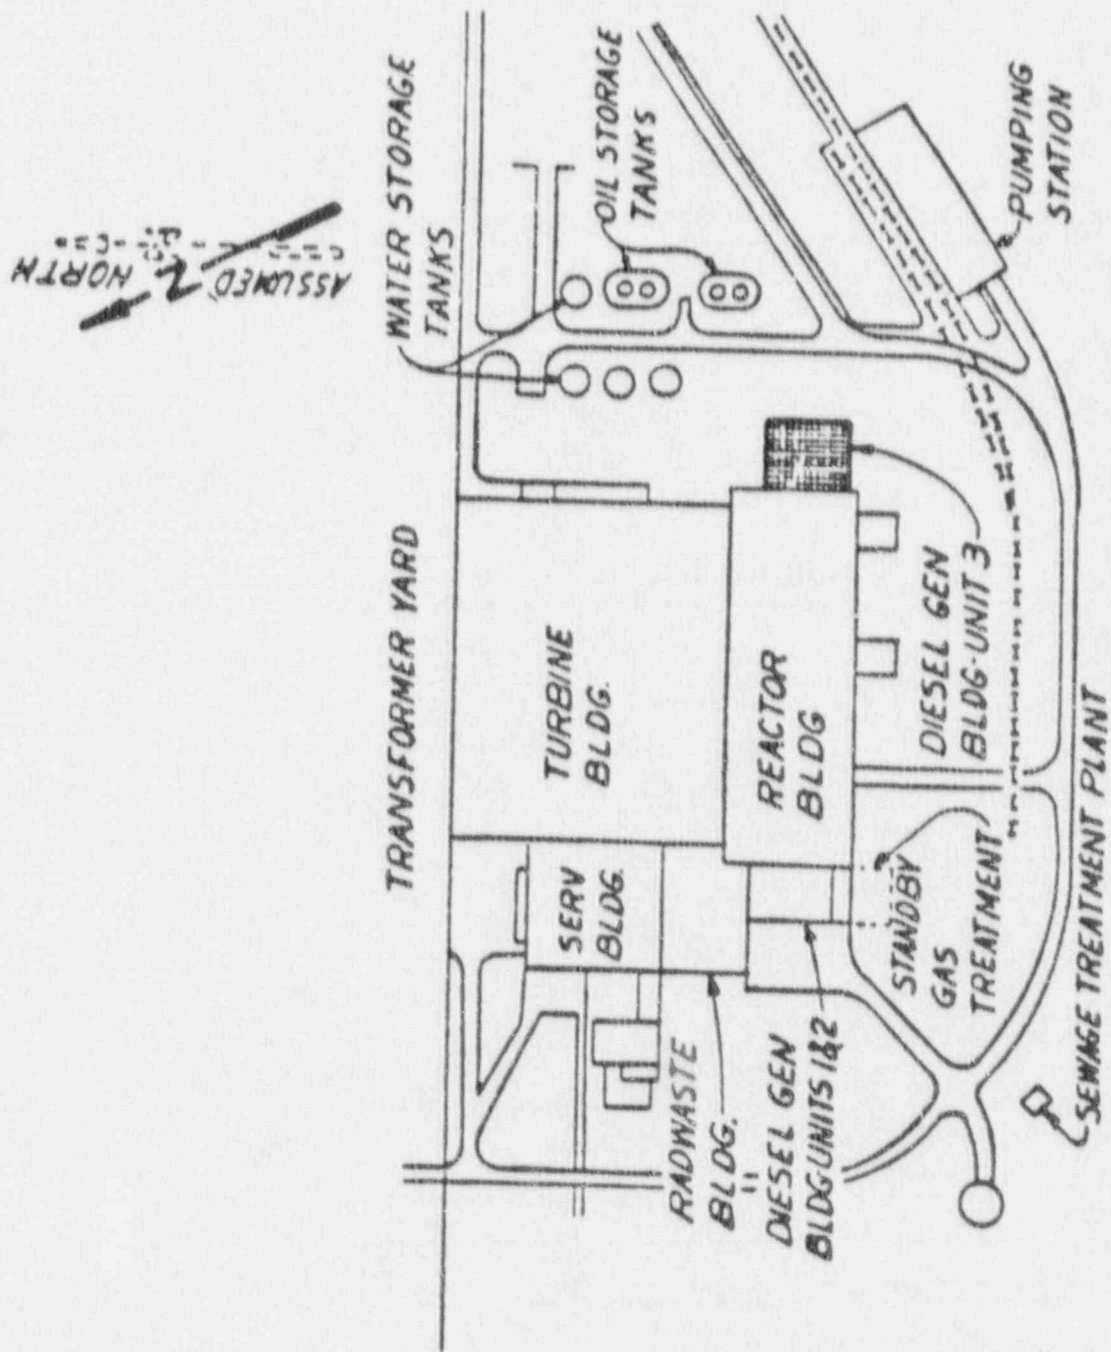 ASSUMED NORTH
N
WATER STORAGE
TANKS
OIL STORAGE
TANKS
PUMPING
STATION
TRANSFORMER YARD
TURBINE
BLDG.
REACTOR
BLDG
DIESEL GEN
BLDG-UNIT 3
SERV
BLDG.
STANDBY
GAS
TREATMENT
RADWASTE
BLDG.
DIESEL GEN
BLDG-UNITS 1&2
SEWAGE TREATMENT PLANT